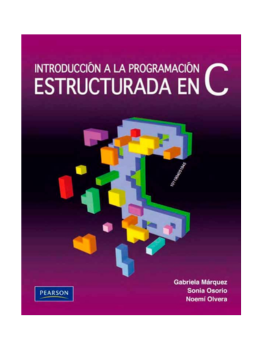 INTRODUCCIÓN A LA PROGRAMACIÓN
ESTRUCTURADA EN C
Gabriela Márquez
Sonia Osorio
Noemí Olvera
PEARSON